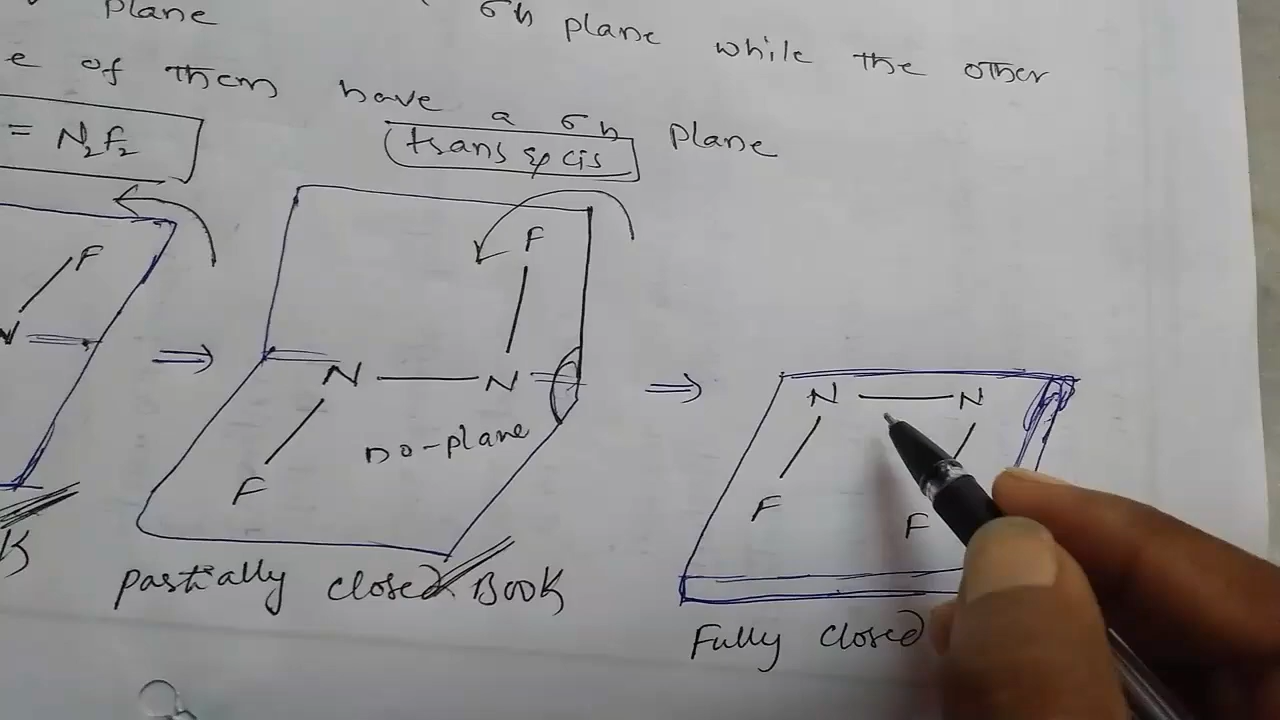 Plane σh plane while the other
e of them have a σh plane
= N₂F₂
trans & cis
F
N
F
N N
no-plane
F
N N
F F
K
partially closed BOOK
Fully closed